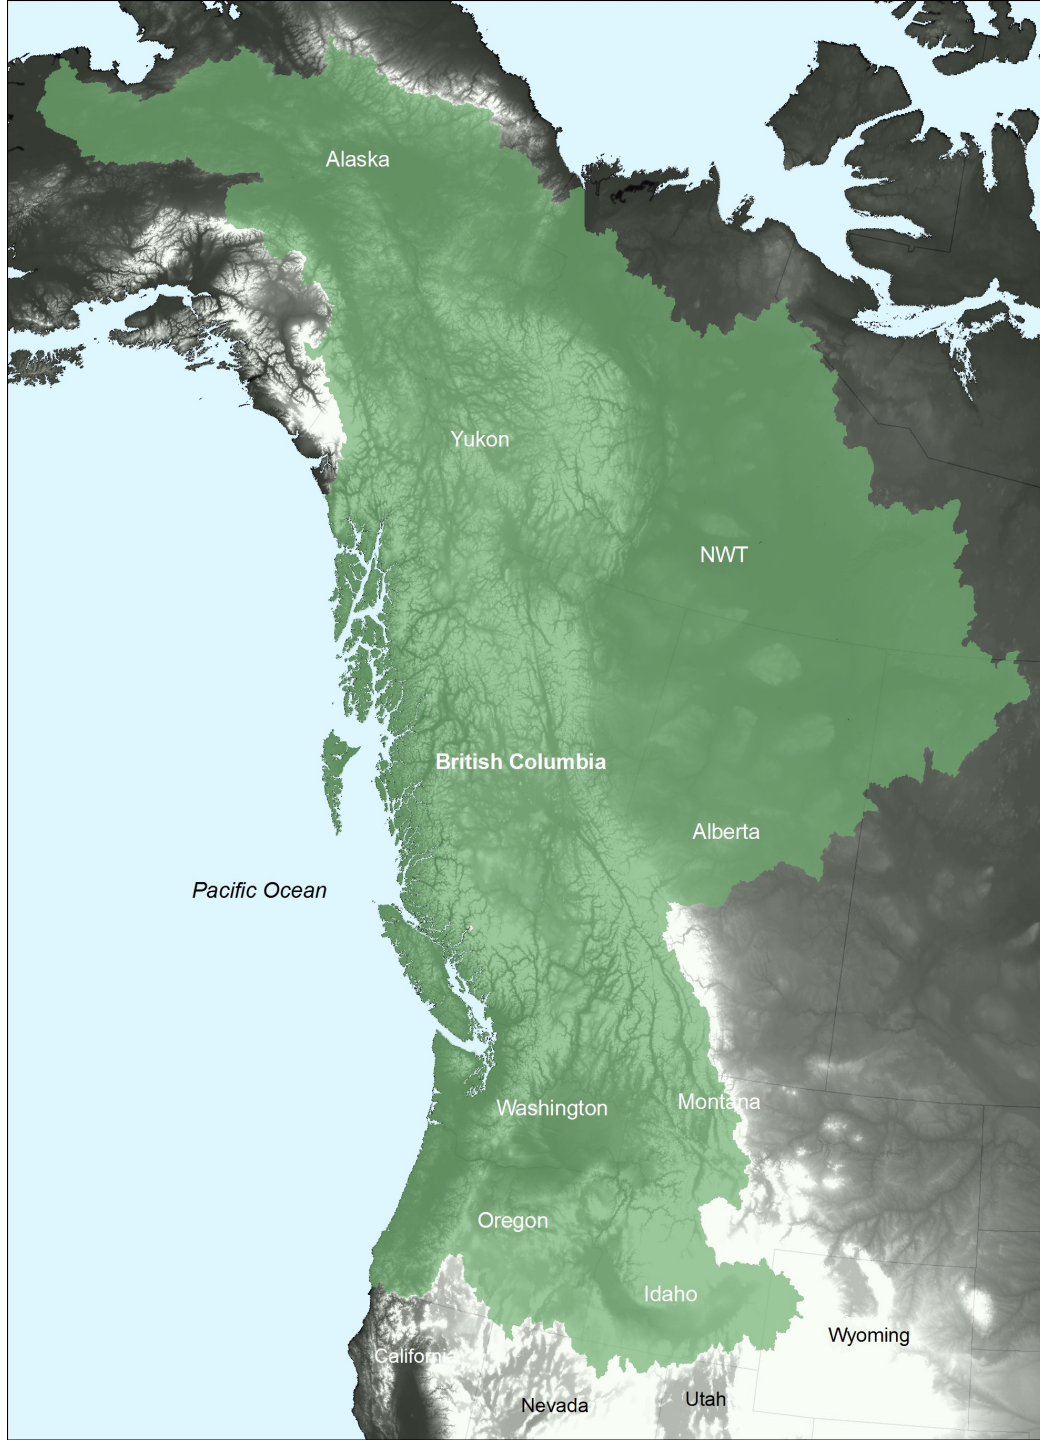 Alaska
Yukon
NWT
British Columbia
Alberta
Pacific Ocean
Montana
Washington
Oregon
Idaho
Wyoming
California
Utah
Nevada